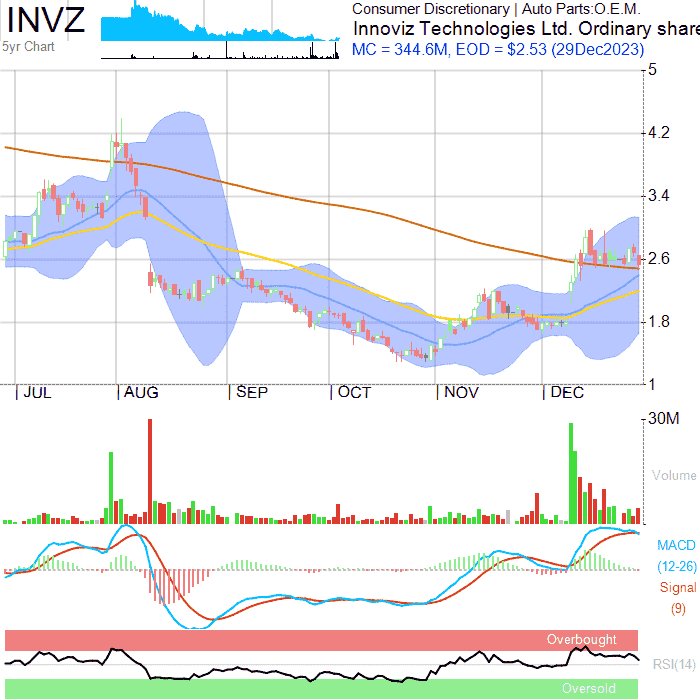 INVZ
5yr Chart
Consumer Discretionary | Auto Parts:O.E.M.
Innoviz Technologies Ltd. Ordinary share
MC = 344.6M, EOD = $2.53 (29Dec2023)
5
4.2
3.4
2.6
1.8
1
JUL AUG SEP OCT NOV DEC
30M
Volume
MACD
(12-26)
Signal
(9)
Overbought
RSI(14)
Oversold